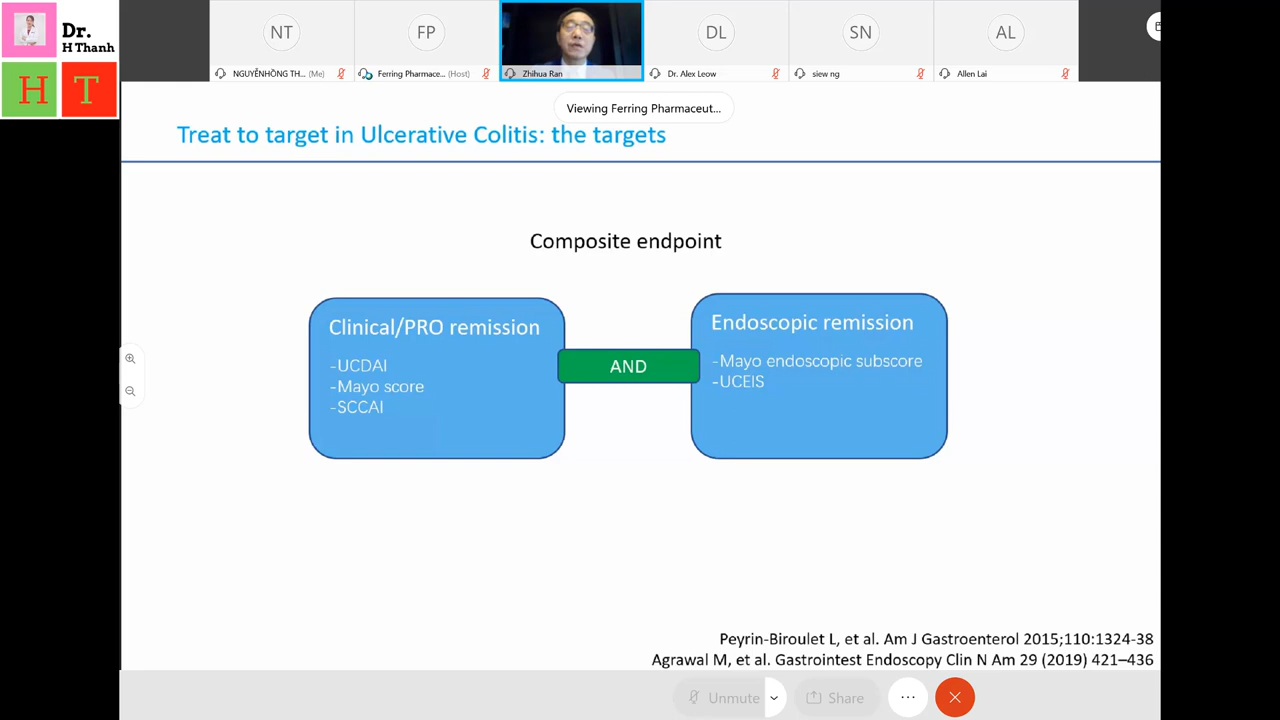 Dr.
H Thanh
H T
NT
FP
DL
SN
AL
NGUYỄNHỒNG TH... (Me)
Ferring Pharmace... (Host)
Zhihua Ran
Dr. Alex Leow
siew ng
Allen Lai
Viewing Ferring Pharmaceut...
Treat to target in Ulcerative Colitis: the targets
Composite endpoint
Clinical/PRO remission
-UCDAI
-Mayo score
-SCCAI
AND
Endoscopic remission
-Mayo endoscopic subscore
-UCEIS
Peyrin-Biroulet L, et al. Am J Gastroenterol 2015;110:1324-38
Agrawal M, et al. Gastrointest Endoscopy Clin N Am 29 (2019) 421–436
Unmute
Share